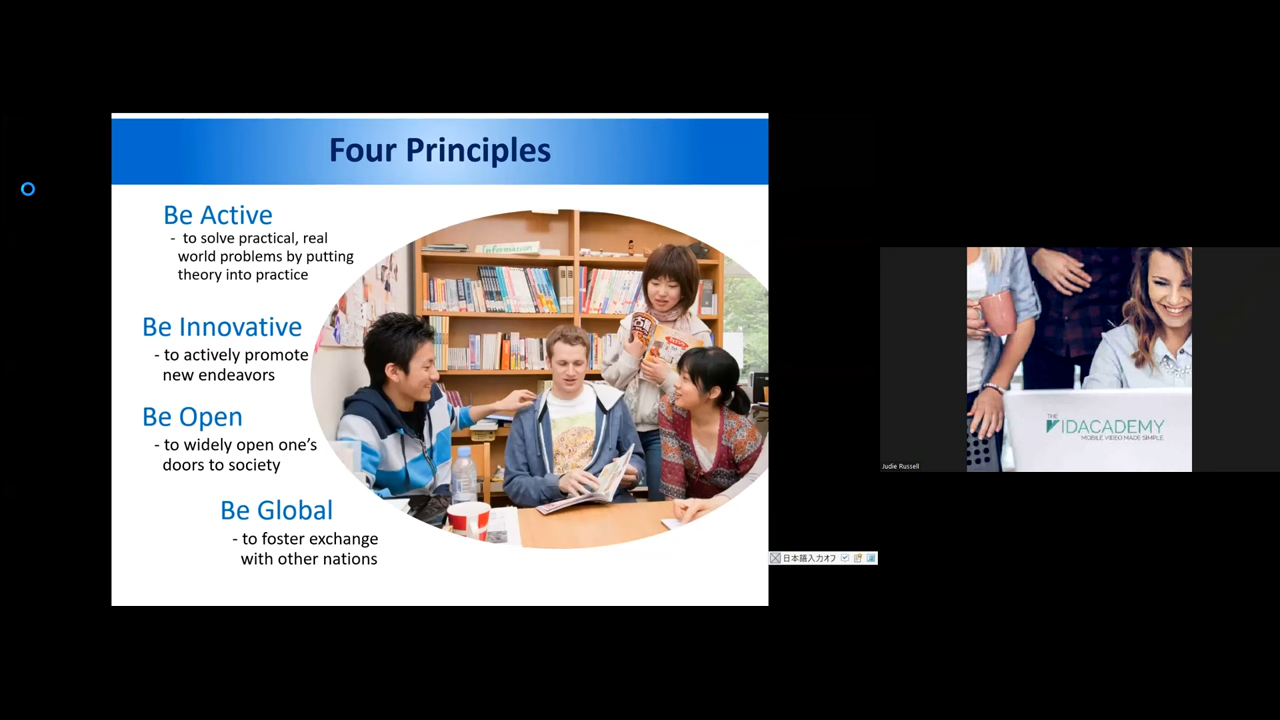 Four Principles
Be Active
- to solve practical, real
world problems by putting
theory into practice
Be Innovative
- to actively promote
new endeavors
Be Open
- to widely open one’s
doors to society
Be Global
- to foster exchange
with other nations
Information
THE
VIDACADEMY
MOBILE VIDEO MADE SIMPLE
Judie Russell
日本語入力オフ